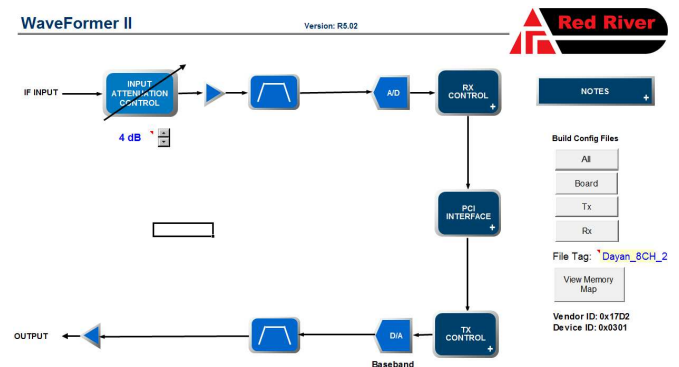 WaveFormer II
Version: R5.02
Red River
IF INPUT
INPUT
ATTENUATION
CONTROL
A/D
RX
CONTROL
+
NOTES
+
4 dB
Build Config Files
All
Board
Tx
Rx
PCI
INTERFACE
+
File Tag: Dayan_8CH_2
View Memory
Map
Vendor ID: 0x17D2
Device ID: 0x0301
OUTPUT
D/A
Baseband
TX
CONTROL
+